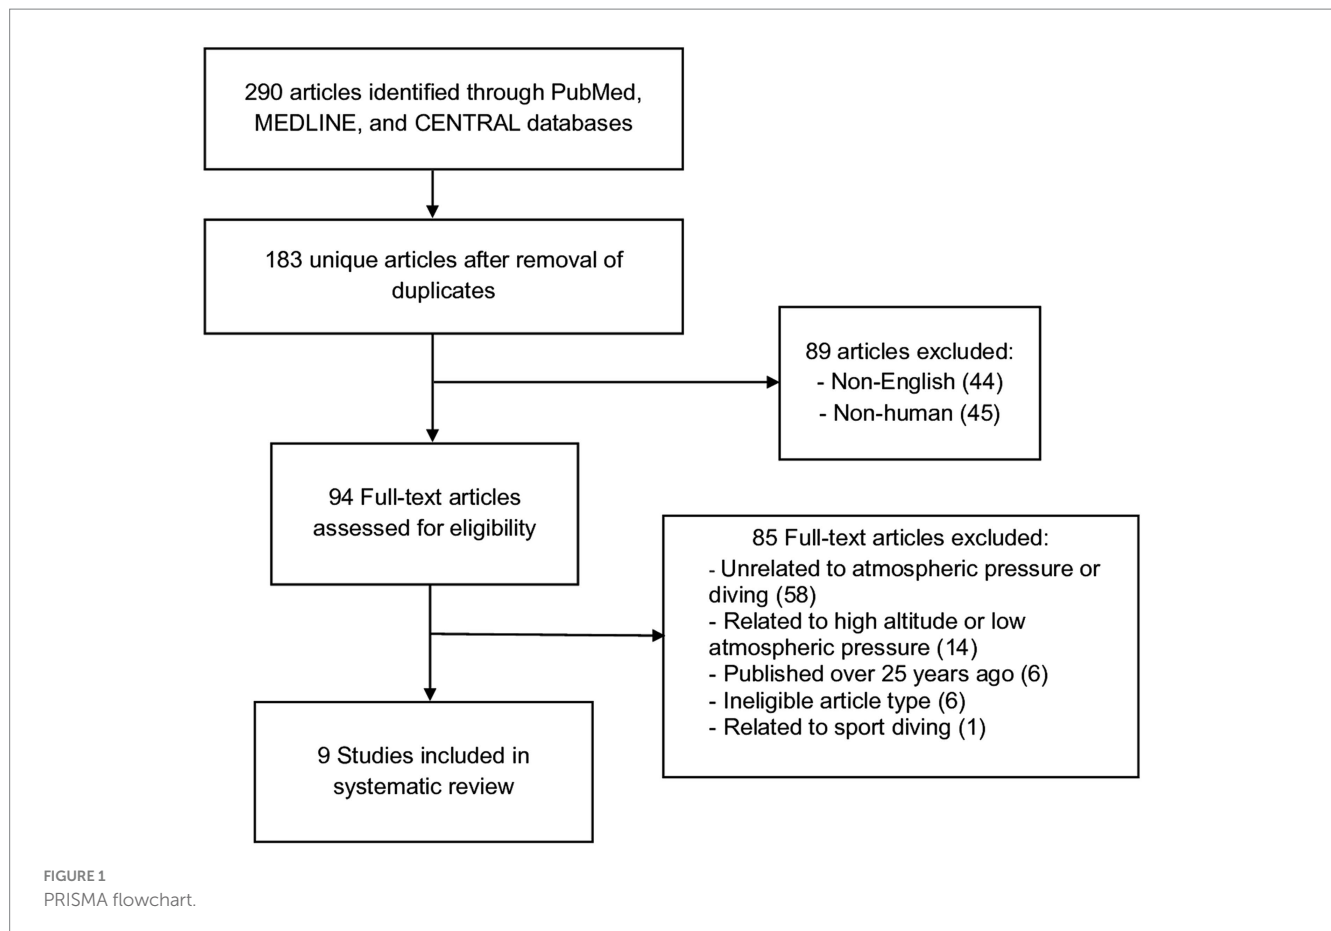 290 articles identified through PubMed,
MEDLINE, and CENTRAL databases
183 unique articles after removal of
duplicates
89 articles excluded:
- Non-English (44)
- Non-human (45)
94 Full-text articles
assessed for eligibility
85 Full-text articles excluded:
- Unrelated to atmospheric pressure or
diving (58)
- Related to high altitude or low
atmospheric pressure (14)
- Published over 25 years ago (6)
- Ineligible article type (6)
- Related to sport diving (1)
9 Studies included in
systematic review
FIGURE 1
PRISMA flowchart.